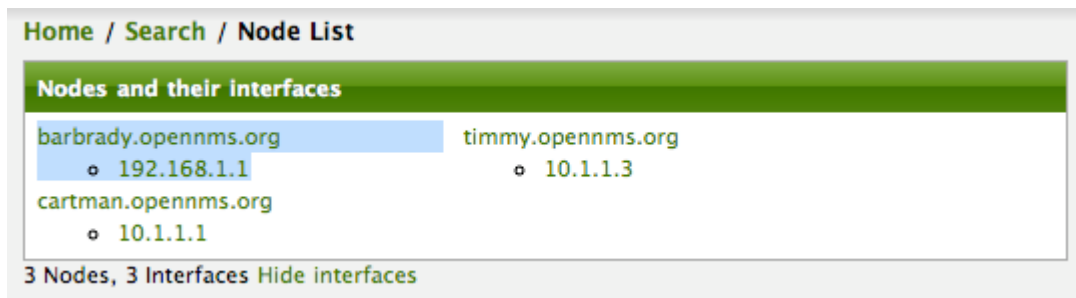 Home / Search / Node List
Nodes and their interfaces
barbrady.opennms.org
192.168.1.1
cartman.opennms.org
10.1.1.1
timmy.opennms.org
10.1.1.3
3 Nodes, 3 Interfaces Hide interfaces